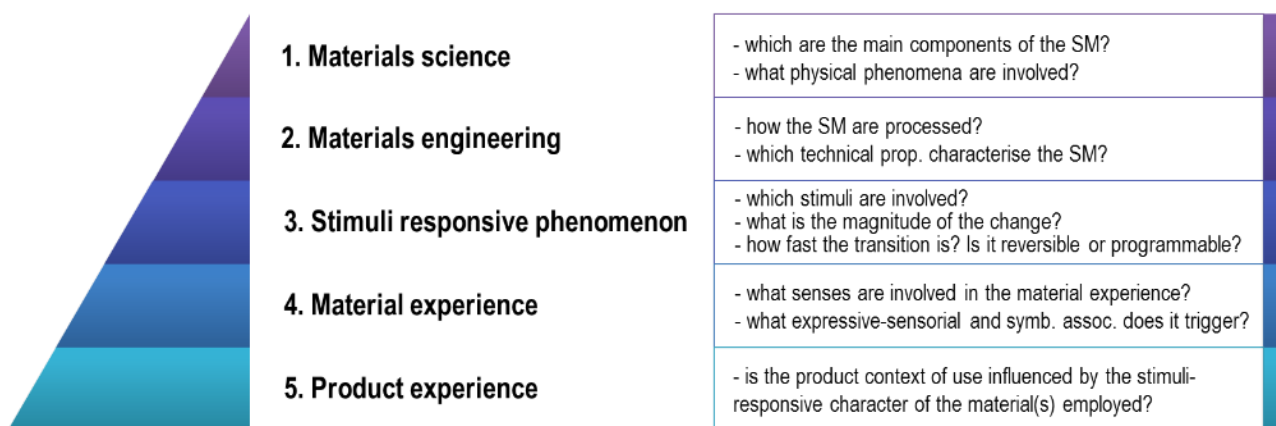 1. Materials science
- which are the main components of the SM?
- what physical phenomena are involved?
2. Materials engineering
- how the SM are processed?
- which technical prop. characterise the SM?
3. Stimuli responsive phenomenon
- which stimuli are involved?
- what is the magnitude of the change?
- how fast the transition is? Is it reversible or programmable?
4. Material experience
- what senses are involved in the material experience?
- what expressive-sensorial and symb. assoc. does it trigger?
5. Product experience
- is the product context of use influenced by the stimuli-
responsive character of the material(s) employed?